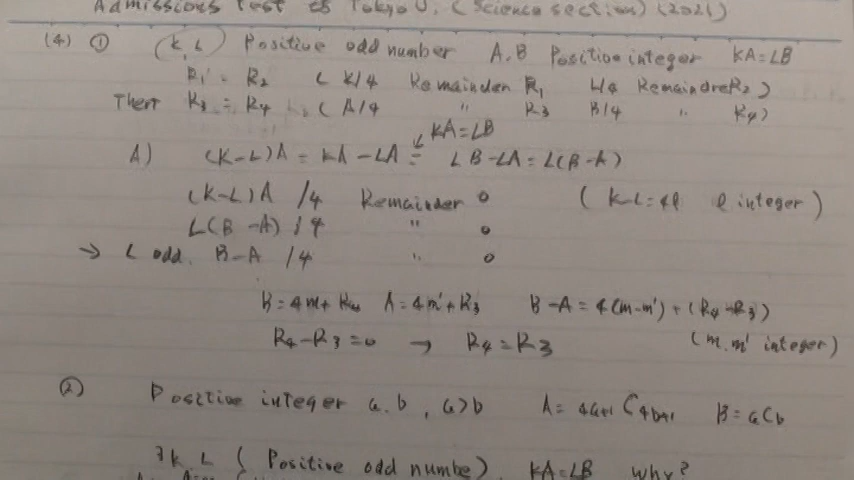 Admissions Test of Tokyo U. (Science section) (2021)
(4) ① (K, L) Positive odd number A, B Positive integer KA=LB
R₁ = R₂ ( K/4 Remainder R₁ L/4 Remaindre R₂ )
Then R₃ = R₄ ( A/4 " R₃ B/4 " R₄)
KA=LB
A) (K-L)A = KA-LA = LB-LA = L(B-A)
(K-L)A /4 Remainder 0 ( K-L=4l l integer )
L(B-A) /4 " 0
→ L odd. B-A /4 " 0
B=4m+R₄ A=4m'+R₃ B-A=4(m-m')+(R₄-R₃)
R₄-R₃=0 → R₄=R₃ (m.m' integer)
② Positive integer a.b, a>b A= 4a+1C4b+1 B=aCb
∃K.L ( Positive odd numbe). KA=LB why?